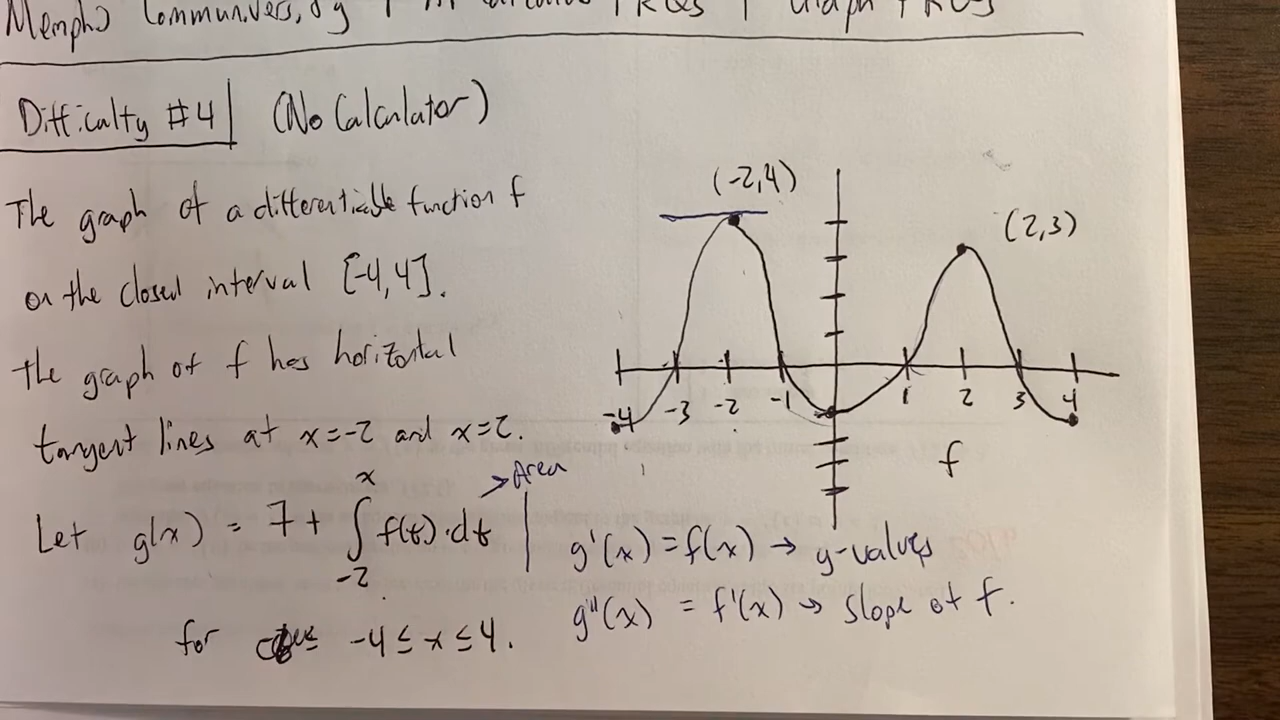 Difficulty #4 (No Calculator)
The graph of a differentiable function f
on the closed interval [-4,4].
The graph of f has horizontal
tangent lines at x=-2 and x=2.
Let g(x) = 7 + ∫_{-2}^{x} f(t)·dt > Area
for -4 ≤ x ≤ 4.
g'(x) = f(x) → y-values
g''(x) = f'(x) → slope of f.
(-2,4)
(2,3)
-4 -3 -2 -1 1 2 3 4
f